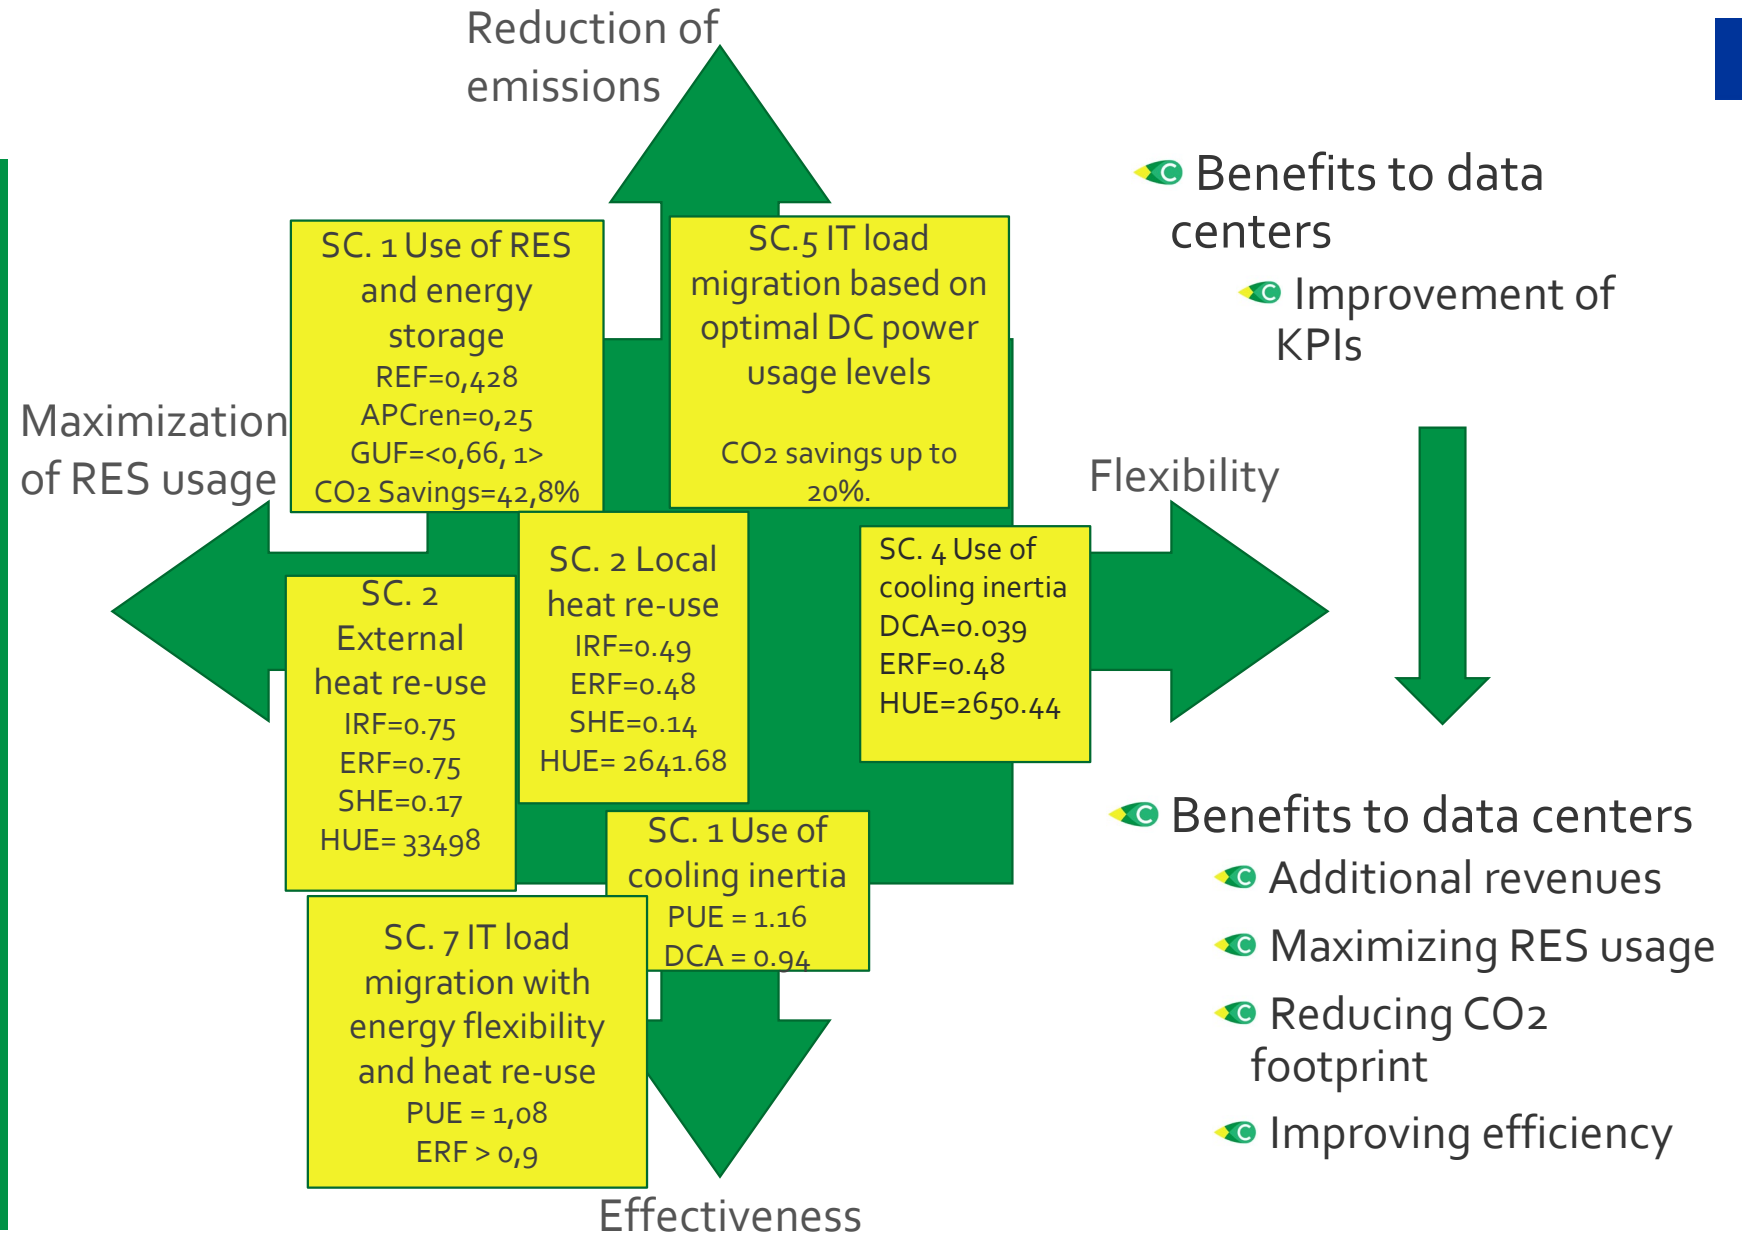 Reduction of
emissions
Maximization
of RES usage
Flexibility
Effectiveness
SC. 1 Use of RES
and energy
storage
REF=0,428
APCren=0,25
GUF=<0,66, 1>
CO2 Savings=42,8%
SC.5 IT load
migration based on
optimal DC power
usage levels
CO2 savings up to
20%.
SC. 2
External
heat re-use
IRF=0.75
ERF=0.75
SHE=0.17
HUE= 33498
SC. 2 Local
heat re-use
IRF=0.49
ERF=0.48
SHE=0.14
HUE= 2641.68
SC. 4 Use of
cooling inertia
DCA=0.039
ERF=0.48
HUE=2650.44
SC. 1 Use of
cooling inertia
PUE = 1.16
DCA = 0.94
SC. 7 IT load
migration with
energy flexibility
and heat re-use
PUE = 1,08
ERF > 0,9
Benefits to data
centers
Improvement of
KPIs
Benefits to data centers
Additional revenues
Maximizing RES usage
Reducing CO2
footprint
Improving efficiency